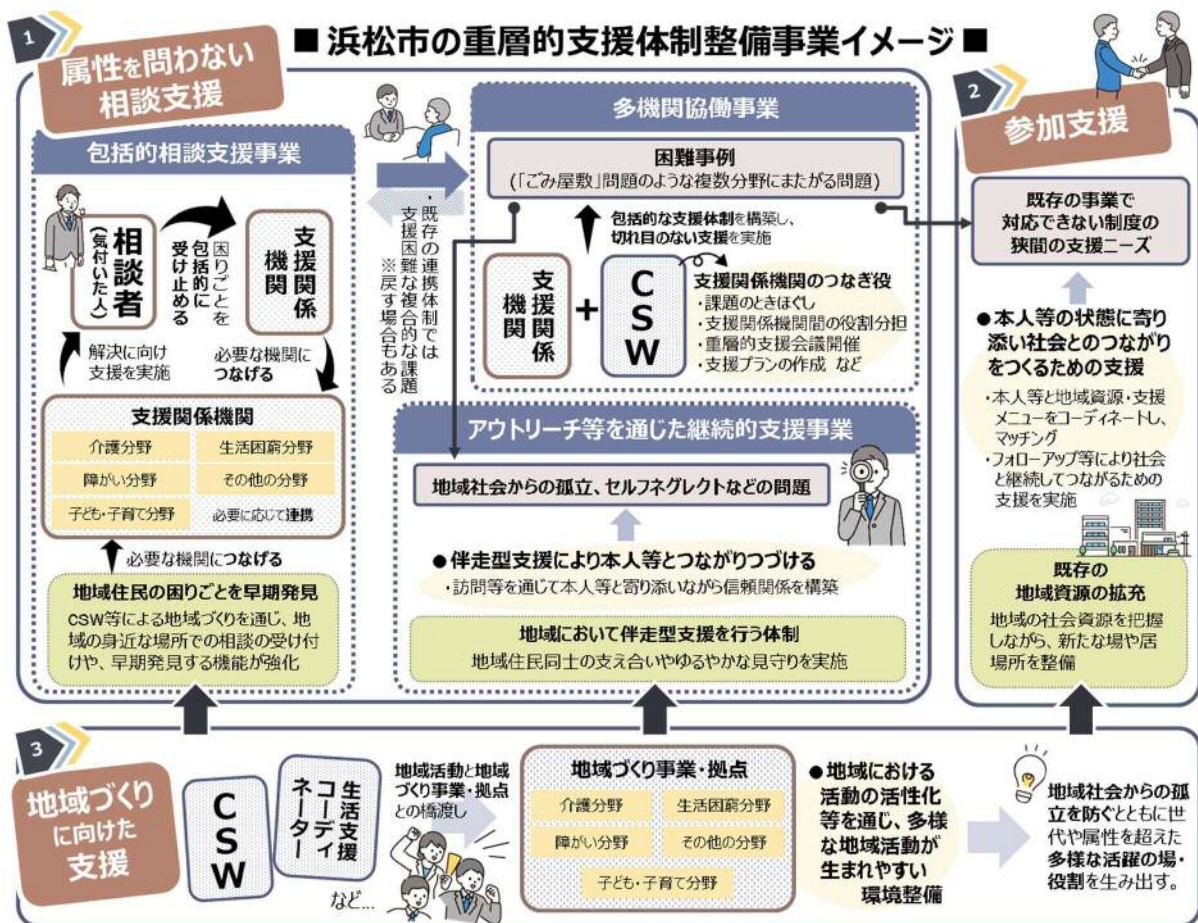 ■ 浜松市の重層的支援体制整備事業イメージ ■
1
属性を問わない
相談支援
包括的相談支援事業
相談者
(気付いた人)
困りごとを
包括的に
受け止める
支援関係
機関
解決に向け
支援を実施
必要な機関に
つなげる
支援関係機関
介護分野
生活困窮分野
障がい分野
その他の分野
子ども・子育て分野
必要に応じて連携
必要な機関につなげる
地域住民の困りごとを早期発見
CSW等による地域づくりを通じ、地
域の身近な場所での相談の受け付
けや、早期発見する機能が強化
・既存の連携体制では
支援困難な複合的な課題
※戻す場合もある
多機関協働事業
困難事例
(「ごみ屋敷」問題のような複数分野にまたがる問題)
包括的な支援体制を構築し、
切れ目のない支援を実施
支援関係
機関
+
CSW
支援関係機関のつなぎ役
・課題のときほぐし
・支援関係機関間の役割分担
・重層的支援会議開催
・支援プランの作成 など
アウトリーチ等を通じた継続的支援事業
地域社会からの孤立、セルフネグレクトなどの問題
●伴走型支援により本人等とつながりつづける
・訪問等を通じて本人等と寄り添いながら信頼関係を構築
地域において伴走型支援を行う体制
地域住民同士の支え合いやゆるやかな見守りを実施
2
参加支援
既存の事業で
対応できない制度の
狭間の支援ニーズ
●本人等の状態に寄り
添い社会とのつながり
をつくるための支援
・本人等と地域資源・支援
メニューをコーディネートし、
マッチング
・フォローアップ等により社会
と継続してつながるための
支援を実施
既存の
地域資源の拡充
地域の社会資源を把握
しながら、新たな場や居
場所を整備
3
地域づくり
に向けた
支援
CSW
生活支援
コーディ
ネーター
など…
地域活動と地域
づくり事業・拠点
との橋渡し
地域づくり事業・拠点
介護分野
生活困窮分野
障がい分野
その他の分野
子ども・子育て分野
●地域における
活動の活性化
等を通じ、多様
な地域活動が
生まれやすい
環境整備
地域社会からの孤
立を防ぐとともに世
代や属性を超えた
多様な活躍の場・
役割を生み出す。